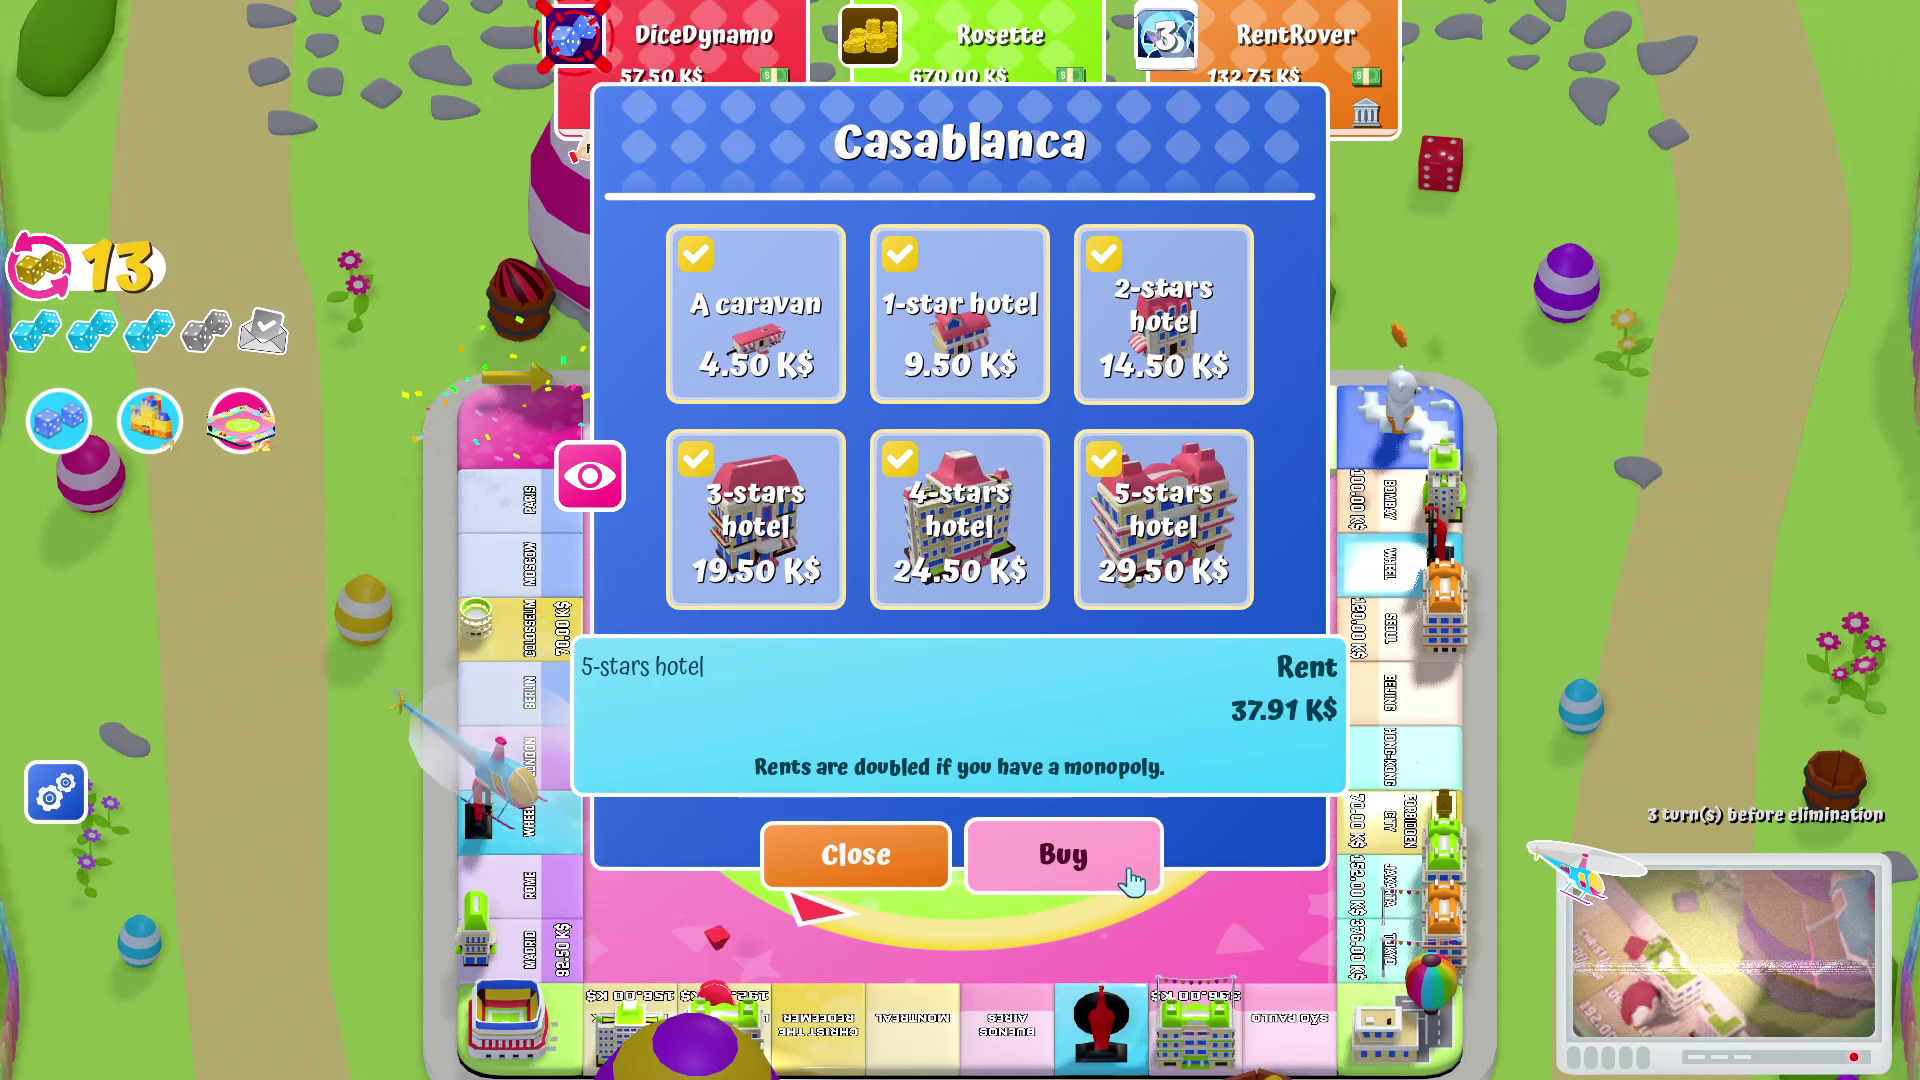 DiceDynamo
57.50 K$
Rosette
670.00 K$
3
RentRover
132.75 K$
Casablanca
13
A caravan
4.50 K$
1-star hotel
9.50 K$
2-stars
hotel
14.50 K$
3-stars
hotel
19.50 K$
4-stars
hotel
24.50 K$
5-stars
hotel
29.50 K$
5-stars hotel
Rent
37.91 K$
Rents are doubled if you have a monopoly.
Close
Buy
3 turn(s) before elimination
PARIS
MOSCOW
COLOSSEUM
70.00 K$
BERLIN
LONDON
WHEEL
ROME
MADRID
92.50 K$
156.00 K$
CHRIST THE
REDEEMER
MONTREAL
BUENOS
AIRES
SÃO PAULO
BOMBAY
100.00 K$
WHEEL
SEOUL
120.00 K$
BEIJING
HONG-KONG
FORBIDDEN
CITY
70.00 K$
JAKARTA
152.00 K$
TOKYO
376.00 K$